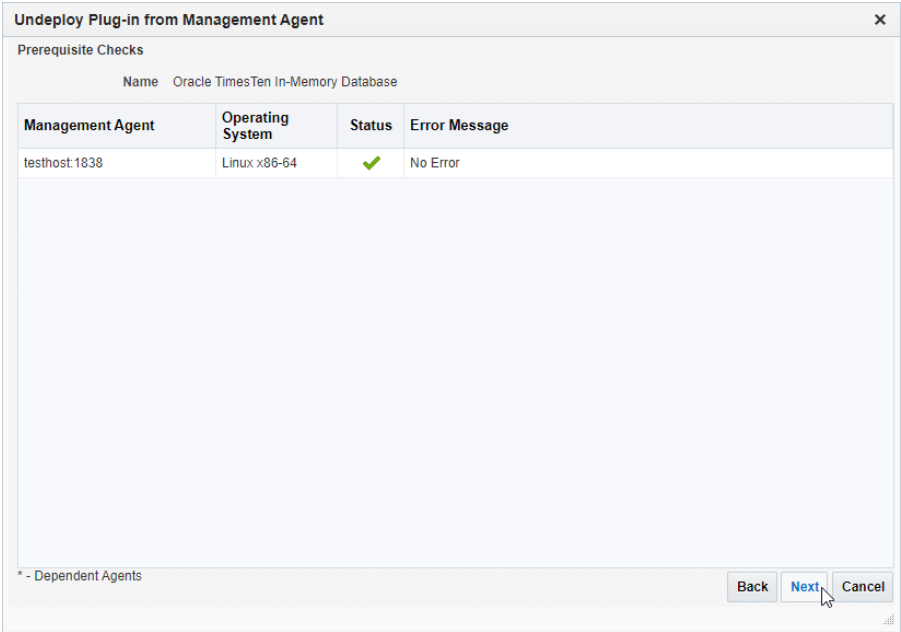 Undeploy Plug-in from Management Agent
Prerequisite Checks
Name Oracle TimesTen In-Memory Database
Management Agent
Operating
System
Status
Error Message
testhost:1838 Linux x86-64 No Error
* - Dependent Agents
Back Next Cancel